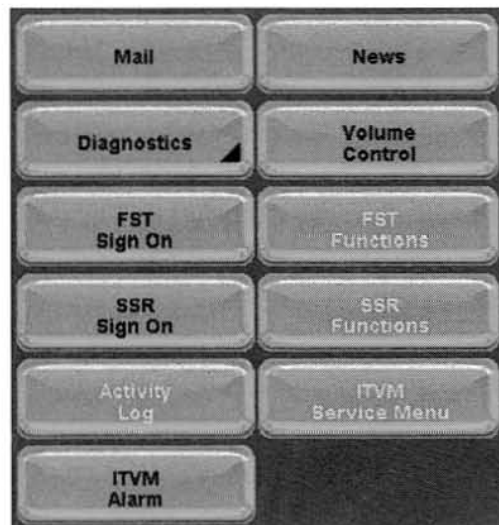 Mail
News
Diagnostics
Volume
Control
FST
Sign On
FST
Functions
SSR
Sign On
SSR
Functions
Activity
Log
ITVM
Service Menu
ITVM
Alarm